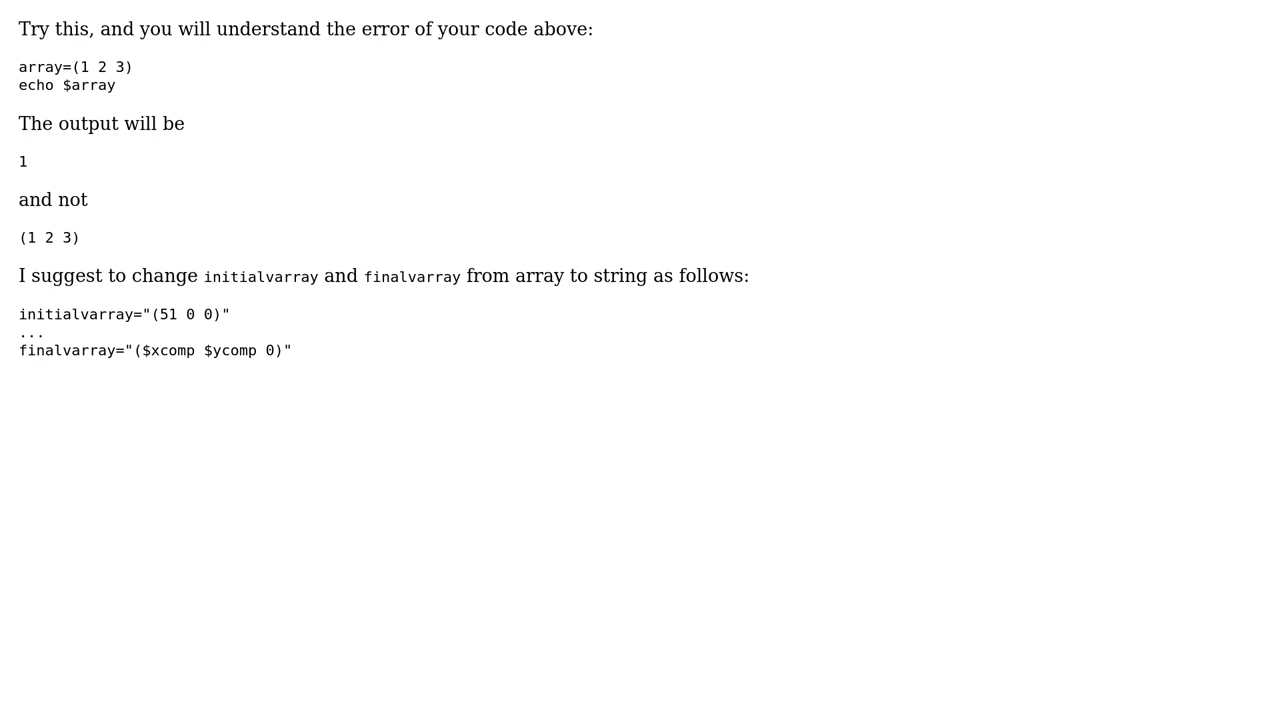 Try this, and you will understand the error of your code above:
array=(1 2 3)
echo $array
The output will be
1
and not
(1 2 3)
I suggest to change initialvarray and finalvarray from array to string as follows:
initialvarray="(51 0 0)"
...
finalvarray="($xcomp $ycomp 0)"